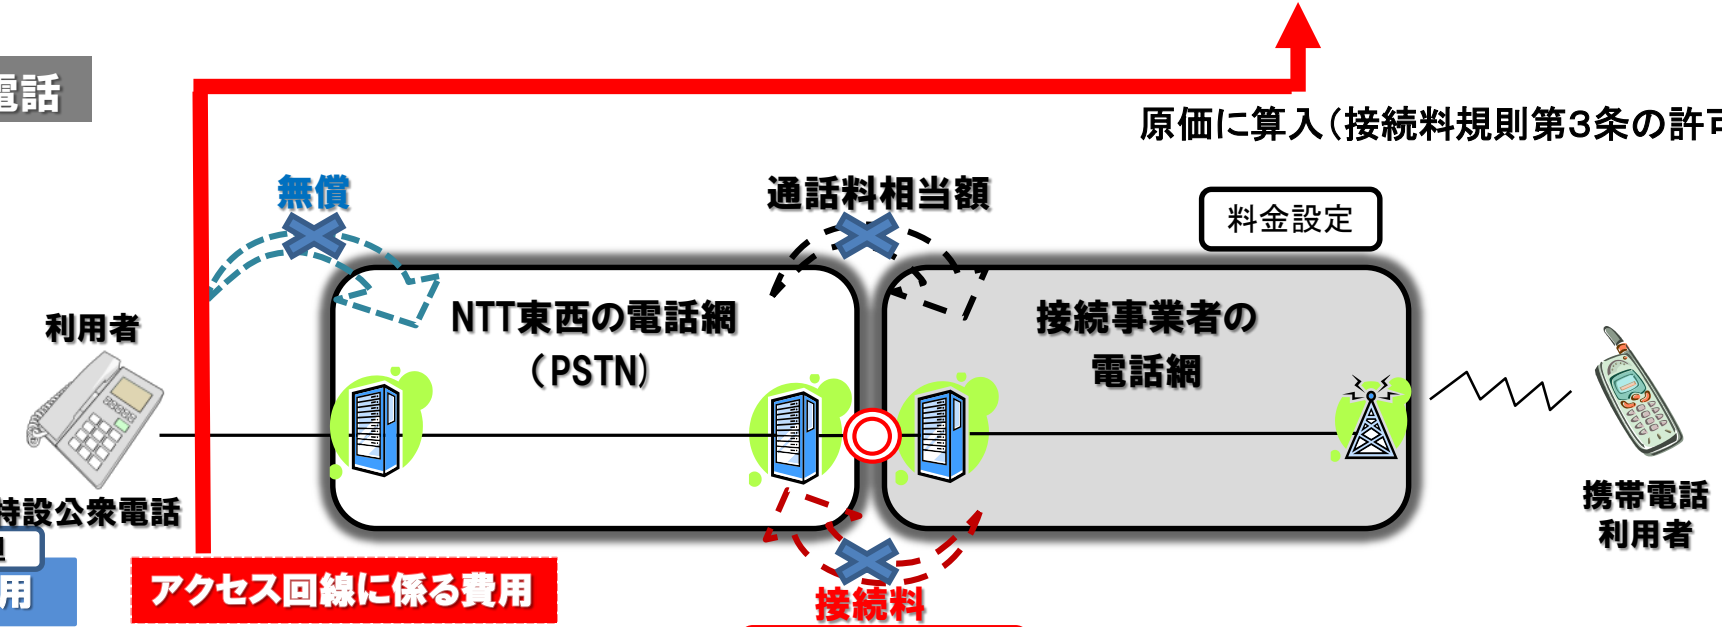 電話
原価に算入(接続料規則第3条の許可
無償
通話料相当額
料金設定
利用者
NTT東西の電話網
(PSTN)
接続事業者の
電話網
特設公衆電話
携帯電話
利用者
用
アクセス回線に係る費用
接続料